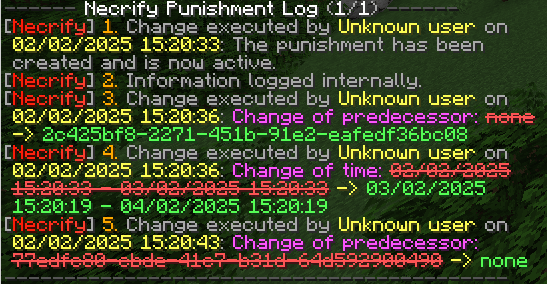 ------ Necrify Punishment Log (1/1) ------
[Necrify] 1. Change executed by Unknown user on
02/02/2025 15:20:33: The punishment has been
created and is now active.
[Necrify] 2. Information logged internally.
[Necrify] 3. Change executed by Unknown user on
02/02/2025 15:20:36: Change of predecessor: none
-> 2c425bf8-2271-451b-91e2-eafedf36bc08
[Necrify] 4. Change executed by Unknown user on
02/02/2025 15:20:36: Change of time: 02/02/2025
15:20:33 - 03/02/2025 15:20:33 -> 03/02/2025
15:20:19 - 04/02/2025 15:20:19
[Necrify] 5. Change executed by Unknown user on
02/02/2025 15:20:43: Change of predecessor:
77edfc80-cbde-41c7-b31d-64d592900490 -> none